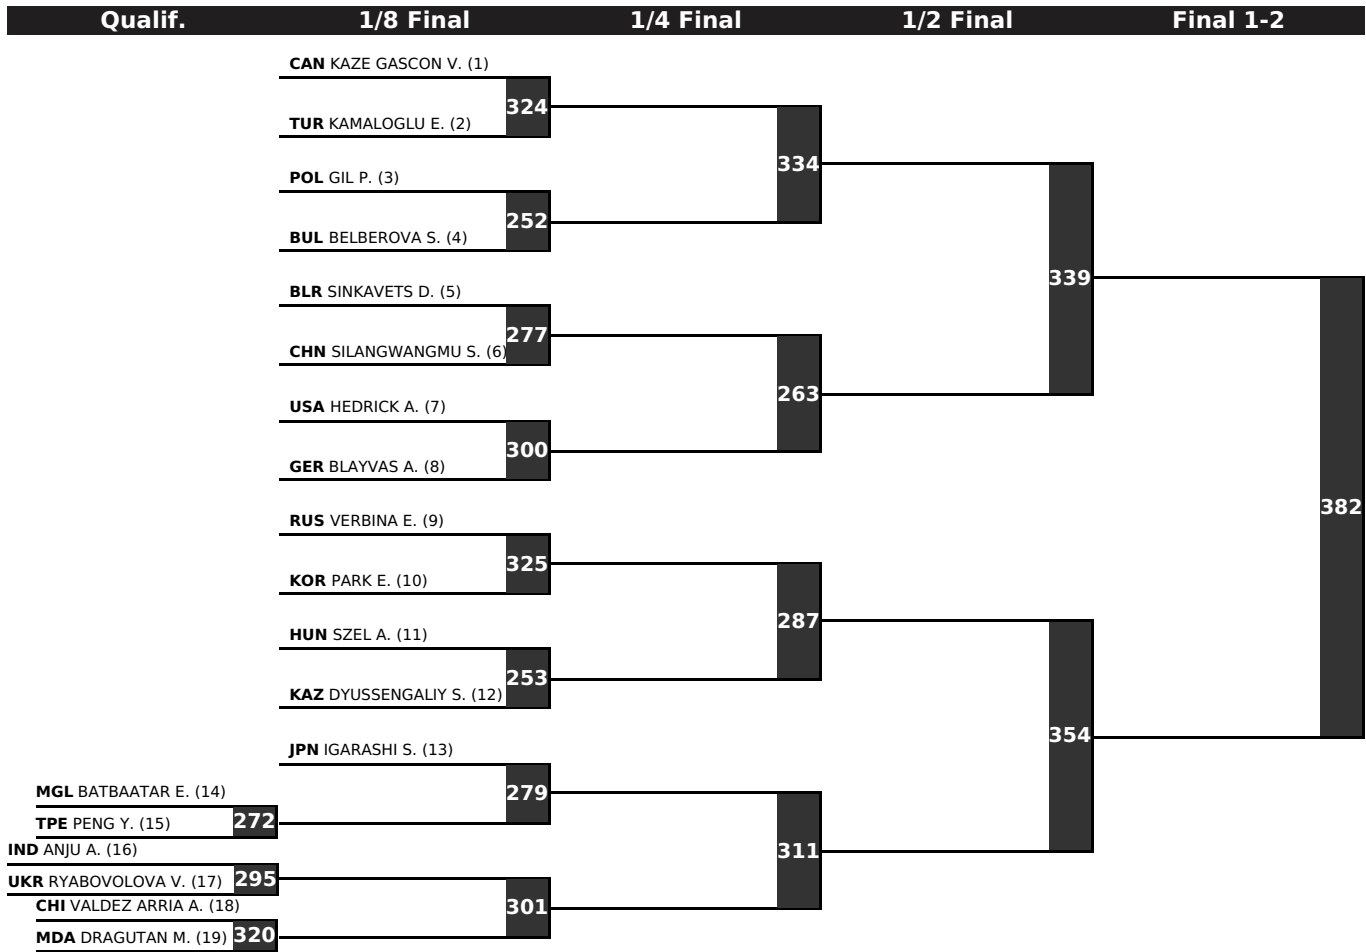 Qualif. 1/8 Final 1/4 Final 1/2 Final Final 1-2
CAN KAZE GASCON V. (1)
324
TUR KAMALOGLU E. (2)
334
POL GIL P. (3)
252
BUL BELBEROVA S. (4)
339
BLR SINKAVETS D. (5)
277
CHN SILANGWANGMU S. (6)
263
USA HEDRICK A. (7)
300
GER BLAYVAS A. (8)
382
RUS VERBINA E. (9)
325
KOR PARK E. (10)
287
HUN SZEL A. (11)
253
KAZ DYUSSENGALIY S. (12)
354
JPN IGARASHI S. (13)
279
MGL BATBAATAR E. (14)
TPE PENG Y. (15) 272
IND ANJU A. (16)
311
UKR RYABOVOLOVA V. (17) 295
CHI VALDEZ ARRIA A. (18)
301
MDA DRAGUTAN M. (19) 320